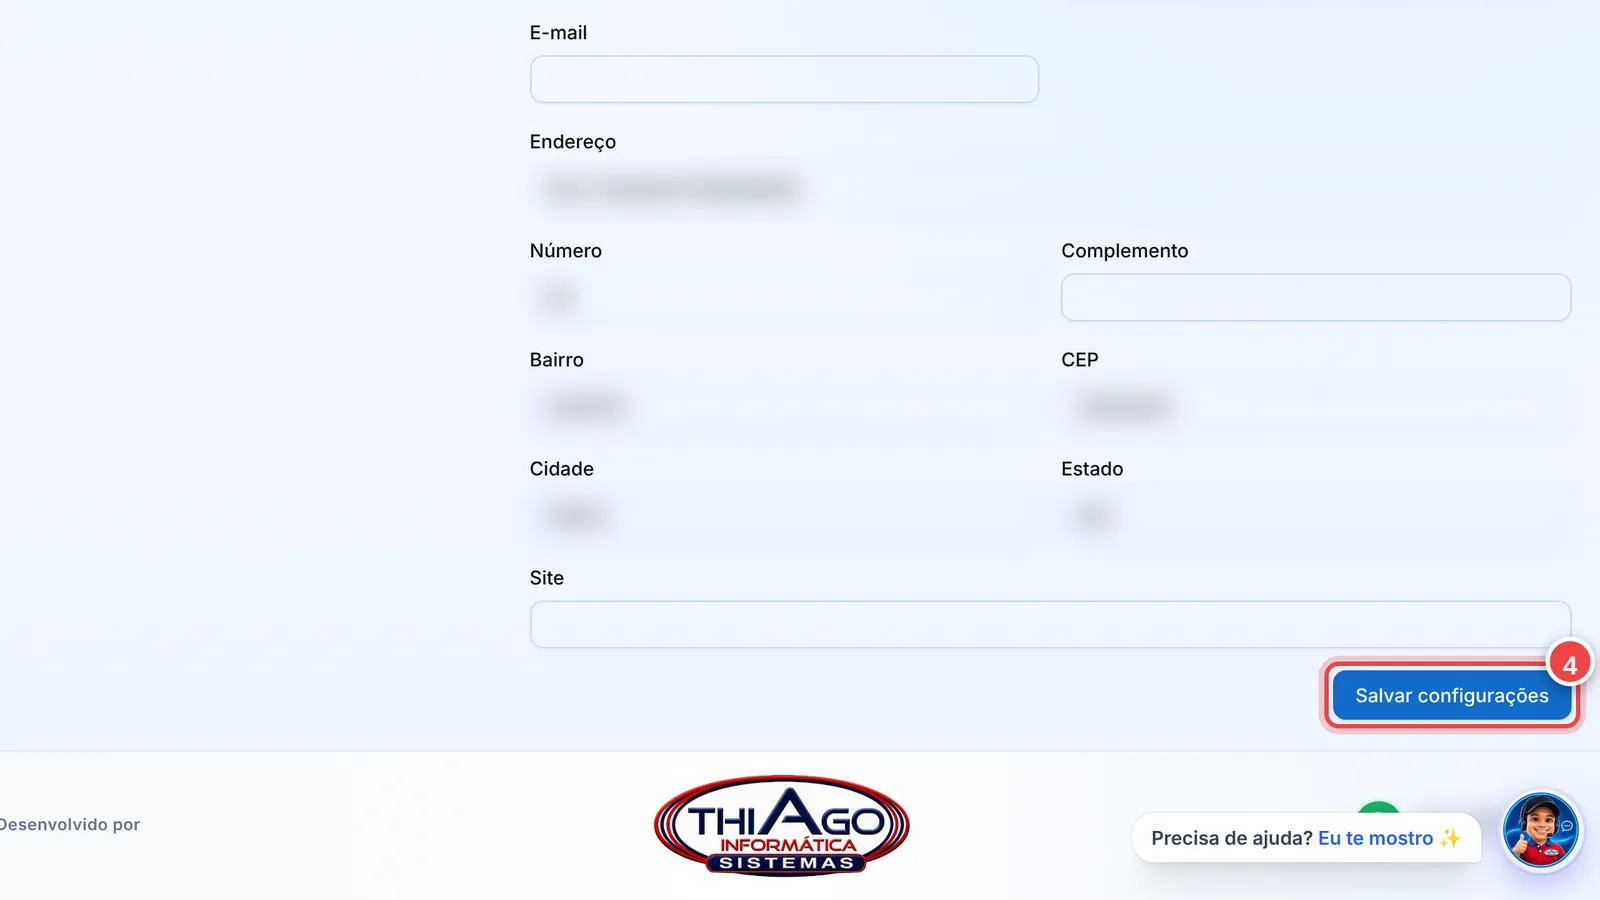 E-mail
Endereço
Número
Complemento
Bairro
CEP
Cidade
Estado
Site
4
Salvar configurações
Desenvolvido por
THIAGO
INFORMÁTICA
SISTEMAS
Precisa de ajuda? Eu te mostro ✨